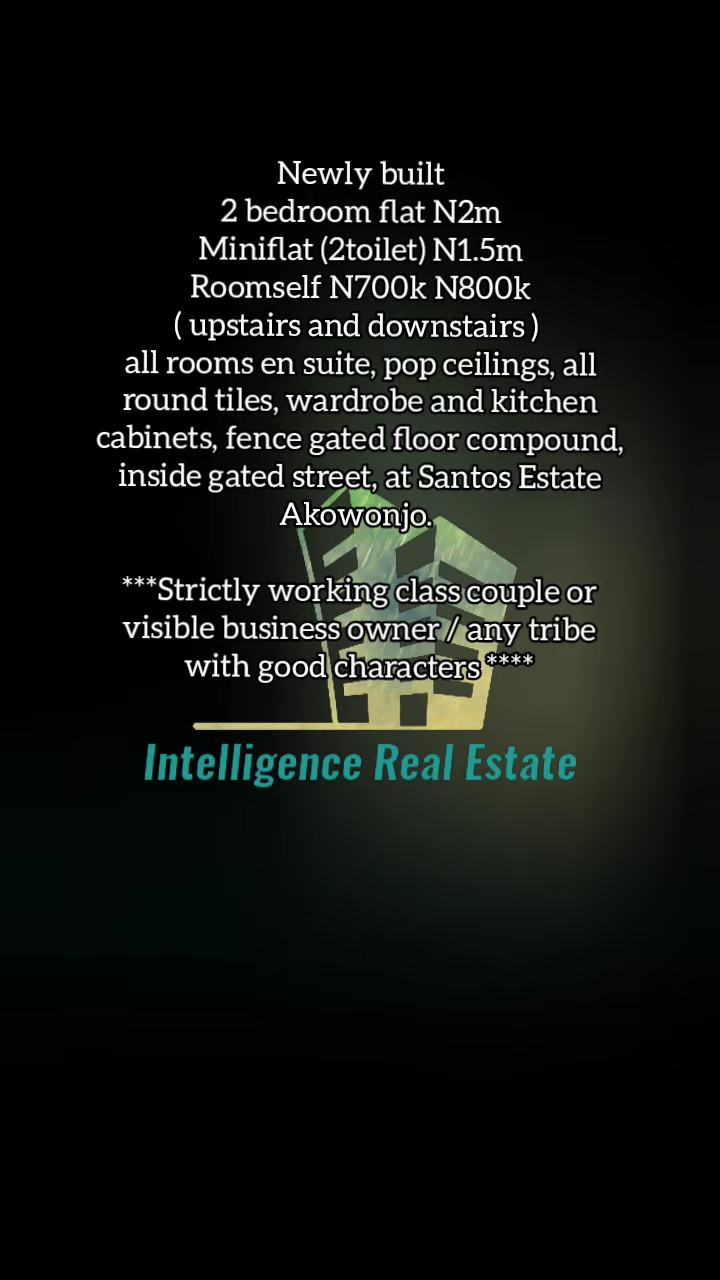 Newly built
2 bedroom flat N2m
Miniflat (2toilet) N1.5m
Roomself N700k N800k
( upstairs and downstairs )
all rooms en suite, pop ceilings, all
round tiles, wardrobe and kitchen
cabinets, fence gated floor compound,
inside gated street, at Santos Estate
Akowonjo.
***Strictly working class couple or
visible business owner / any tribe
with good characters ****
Intelligence Real Estate